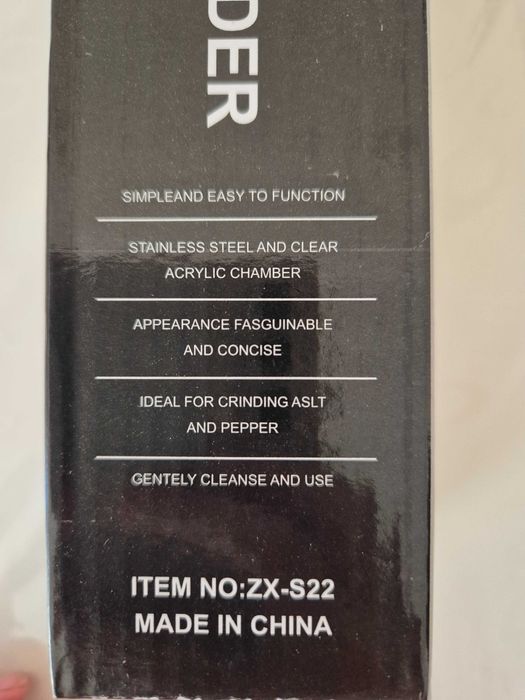 DER
SIMPLEAND EASY TO FUNCTION
STAINLESS STEEL AND CLEAR
ACRYLIC CHAMBER
APPEARANCE FASGUINABLE
AND CONCISE
IDEAL FOR CRINDING ASLT
AND PEPPER
GENTELY CLEANSE AND USE
ITEM NO:ZX-S22
MADE IN CHINA